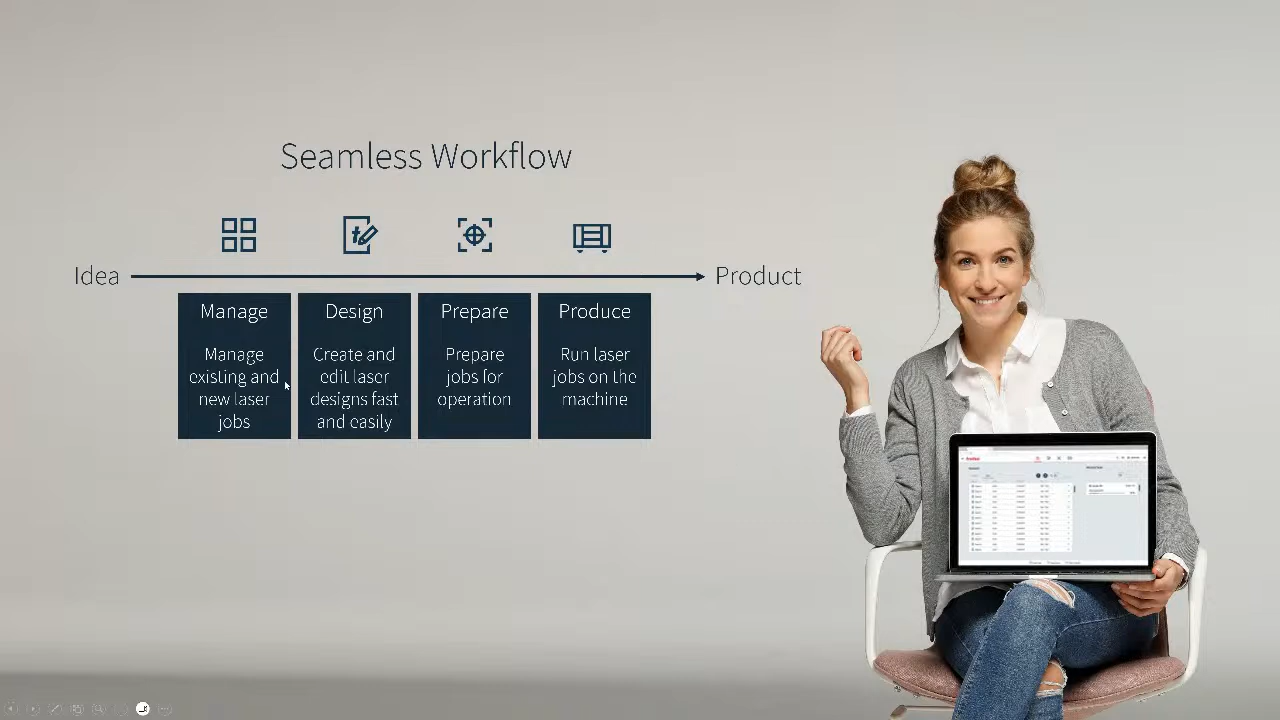 Seamless Workflow
Idea
Product
Manage
Manage
existing and
new laser
jobs
Design
Create and
edit laser
designs fast
and easily
Prepare
Prepare
jobs for
operation
Produce
Run laser
jobs on the
machine